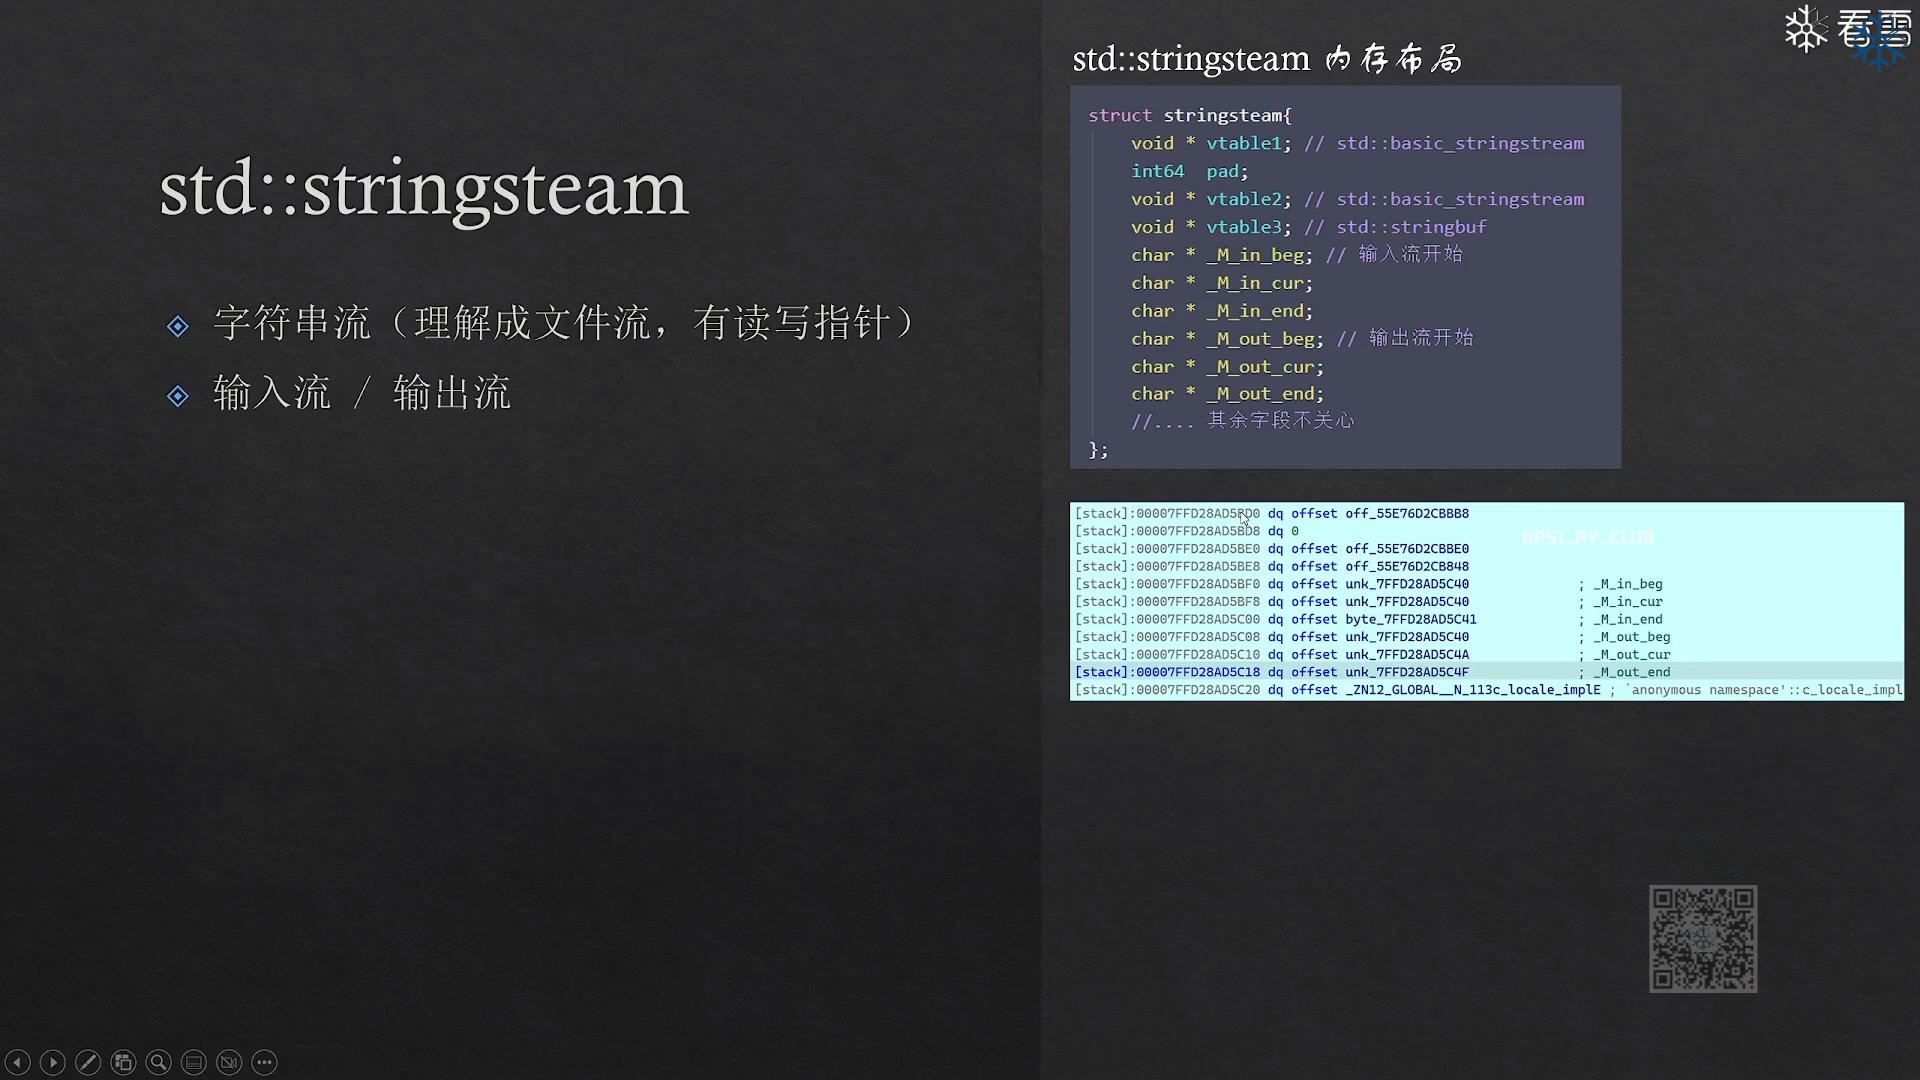 看雪
std::stringsteam
字符串流（理解成文件流，有读写指针）
输入流 / 输出流
std::stringsteam 内存布局
struct stringsteam{
void * vtable1; // std::basic_stringstream
int64 pad;
void * vtable2; // std::basic_stringstream
void * vtable3; // std::stringbuf
char * _M_in_beg; // 输入流开始
char * _M_in_cur;
char * _M_in_end;
char * _M_out_beg; // 输出流开始
char * _M_out_cur;
char * _M_out_end;
//.... 其余字段不关心
};
[stack]:00007FFD28AD5BD0 dq offset off_55E76D2CBBB8
[stack]:00007FFD28AD5BD8 dq 0
[stack]:00007FFD28AD5BE0 dq offset off_55E76D2CBBE0
[stack]:00007FFD28AD5BE8 dq offset off_55E76D2CB848
[stack]:00007FFD28AD5BF0 dq offset unk_7FFD28AD5C40 ; _M_in_beg
[stack]:00007FFD28AD5BF8 dq offset unk_7FFD28AD5C40 ; _M_in_cur
[stack]:00007FFD28AD5C00 dq offset byte_7FFD28AD5C41 ; _M_in_end
[stack]:00007FFD28AD5C08 dq offset unk_7FFD28AD5C40 ; _M_out_beg
[stack]:00007FFD28AD5C10 dq offset unk_7FFD28AD5C4A ; _M_out_cur
[stack]:00007FFD28AD5C18 dq offset unk_7FFD28AD5C4F ; _M_out_end
[stack]:00007FFD28AD5C20 dq offset _ZN12_GLOBAL__N_113c_locale_implE ; `anonymous namespace'::c_locale_impl